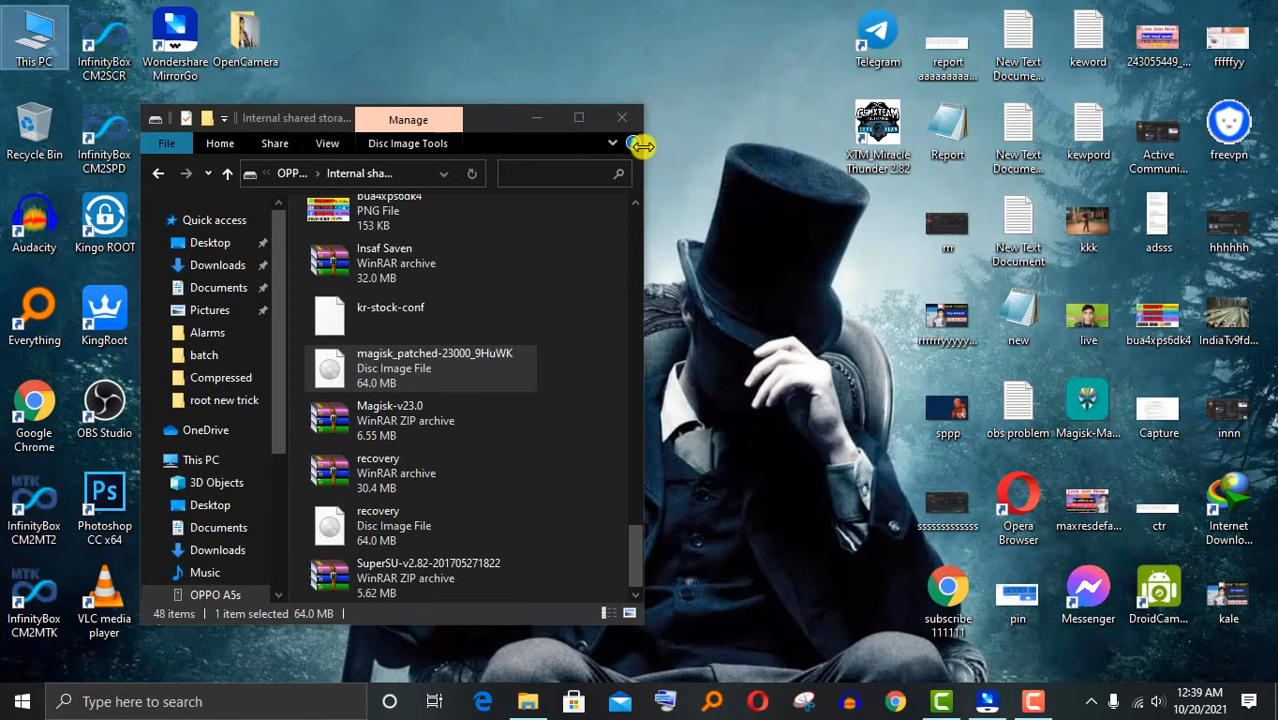 This PC
InfinityBox
CM2SCR
Wondershare
MirrorGo
OpenCamera
Recycle Bin
InfinityBox
CM2SPD
Audacity
Kingo ROOT
Everything
KingRoot
Google
Chrome
OBS Studio
InfinityBox
CM2MT2
Photoshop
CC x64
InfinityBox
CM2MTK
VLC media
player
Internal shared stora...
Manage
File
Home
Share
View
Disc Image Tools
OPP...
Internal sha...
Quick access
Desktop
Downloads
Documents
Pictures
Alarms
batch
Compressed
root new trick
OneDrive
This PC
3D Objects
Desktop
Documents
Downloads
Music
OPPO A5s
bua4xps6dk4
PNG File
153 KB
Insaf Saven
WinRAR archive
32.0 MB
kr-stock-conf
magisk_patched-23000_9HuWK
Disc Image File
64.0 MB
Magisk-v23.0
WinRAR ZIP archive
6.55 MB
recovery
WinRAR archive
30.4 MB
recovery
Disc Image File
64.0 MB
SuperSU-v2.82-201705271822
WinRAR ZIP archive
5.62 MB
48 items
1 item selected 64.0 MB
Telegram
report
aaaaaaaaa...
New Text
Docume...
keword
243055449_...
fffffyy
XTM_Miracle
Thunder 2.82
Report
New Text
Docume...
kewpord
Active
Communi...
freevpn
rrr
New Text
Document
kkk
adsss
hhhhhh
rrrrrryyyyy...
new
live
bua4xps6dk4
IndiaTv9fd...
sppp
obs problem
Magisk-Ma...
Capture
innn
sssssssssssss
Opera
Browser
maxresdefa...
ctr
Internet
Downlo...
subscribe
111111
pin
Messenger
DroidCam...
kale
Type here to search
12:39 AM
10/20/2021